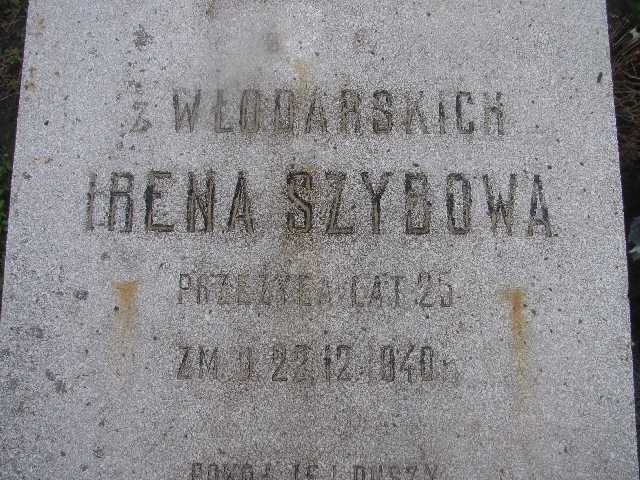 z WŁODARSKICH
IRENA SZYBOWA
PRZEŻYŁA LAT 25
ZM. D. 22.12.1940 r.
POKÓJ JEJ DUSZY